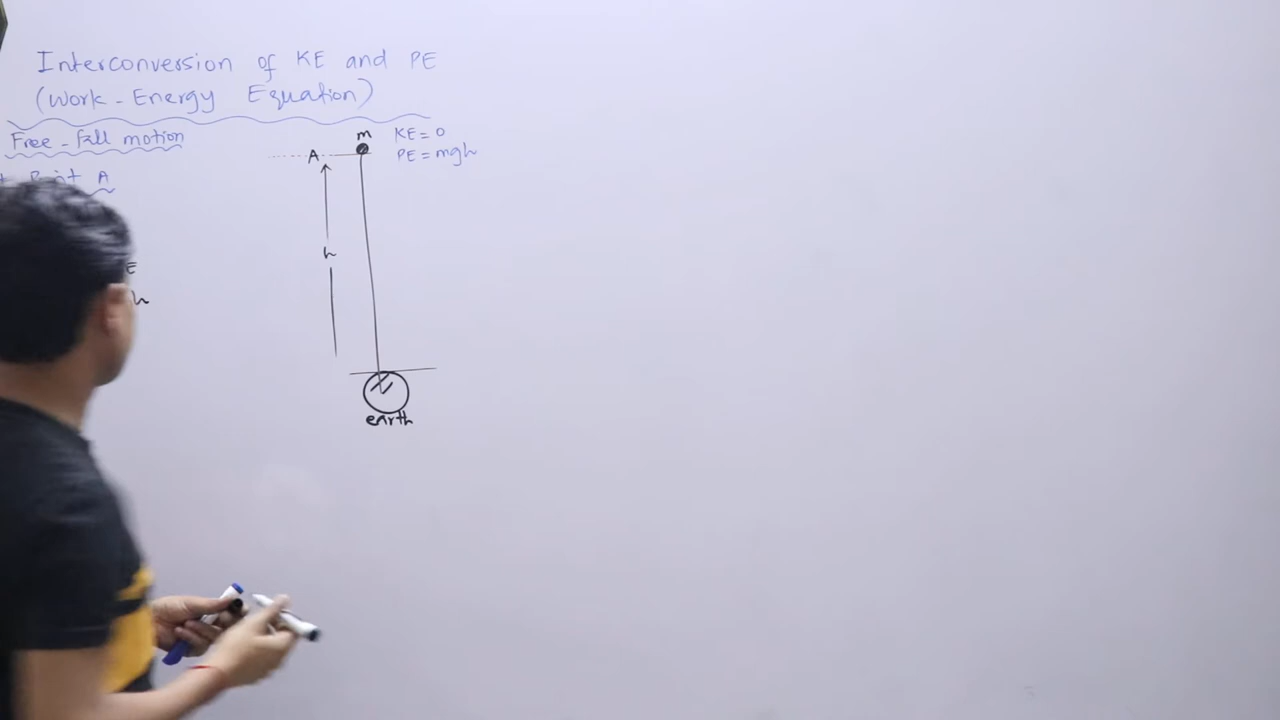 Interconversion of KE and PE
(Work - Energy Equation)
Free - fall motion
m KE = 0
A PE = mgh
Point A
h
E
h
earth